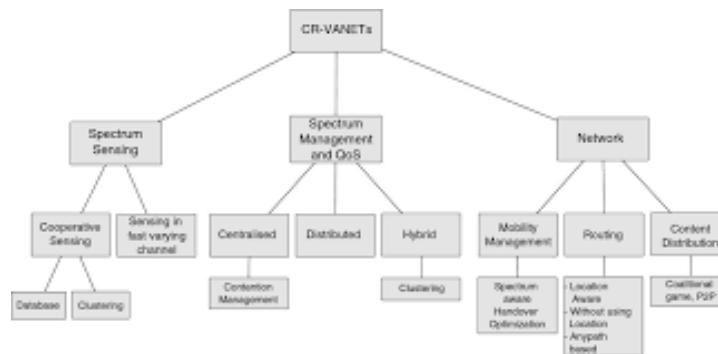 CR-VANETs
Spectrum
Sensing
Spectrum
Management
and QoS
Network
Cooperative
Sensing
Sensing in
fast varying
channel
Centralised
Distributed
Hybrid
Mobility
Management
Routing
Content
Distribution
Database
Clustering
Contention
Management
Clustering
Spectrum
aware
Handover
Optimization
- Location
Aware
- Without using
Location
- Anypath
based
Coalitional
game, P2P